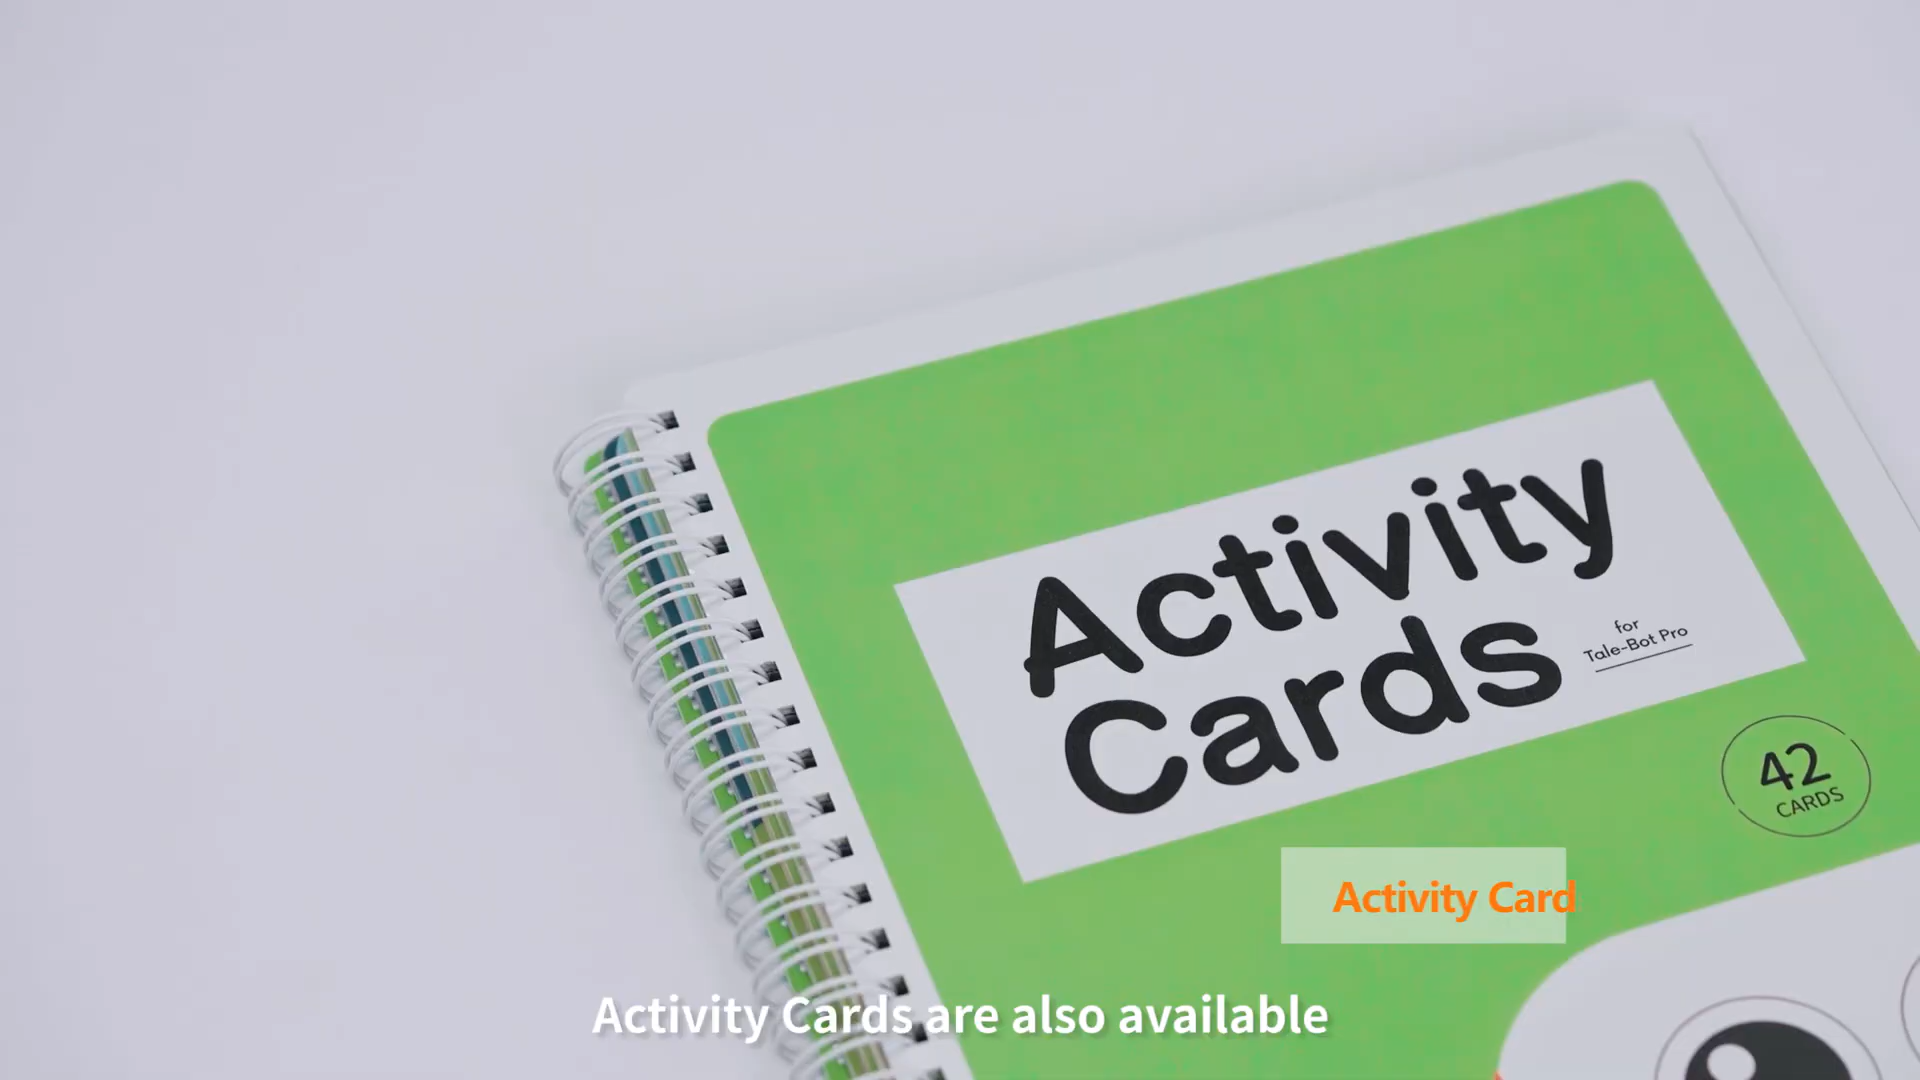 Activity
Cards
for
Tale-Bot Pro
42
CARDS
Activity Card
Activity Cards are also available